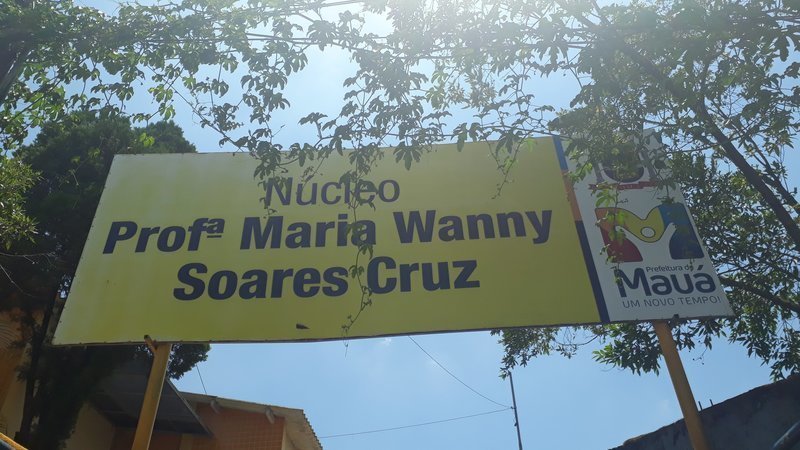 Núcleo
Profª Maria Wanny
Soares Cruz
Prefeitura de
Mauá
UM NOVO TEMPO!